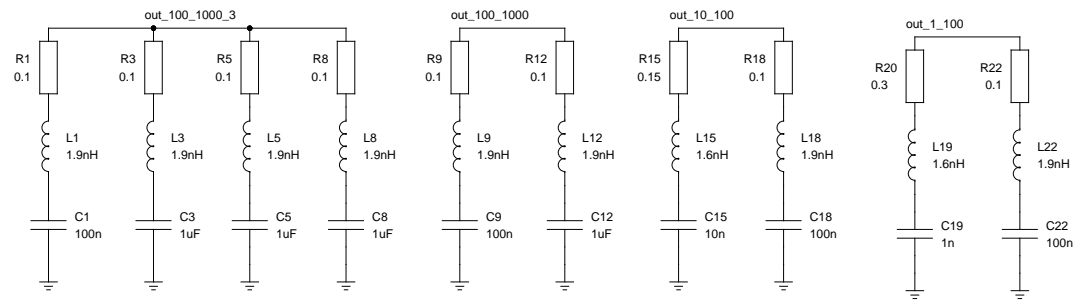 out_100_1000_3
out_100_1000
out_10_100
out_1_100
R1
0.1
R3
0.1
R5
0.1
R8
0.1
R9
0.1
R12
0.1
R15
0.15
R18
0.1
R20
0.3
R22
0.1
L1
1.9nH
L3
1.9nH
L5
1.9nH
L8
1.9nH
L9
1.9nH
L12
1.9nH
L15
1.6nH
L18
1.9nH
L19
1.6nH
L22
1.9nH
C1
100n
C3
1uF
C5
1uF
C8
1uF
C9
100n
C12
1uF
C15
10n
C18
100n
C19
1n
C22
100n